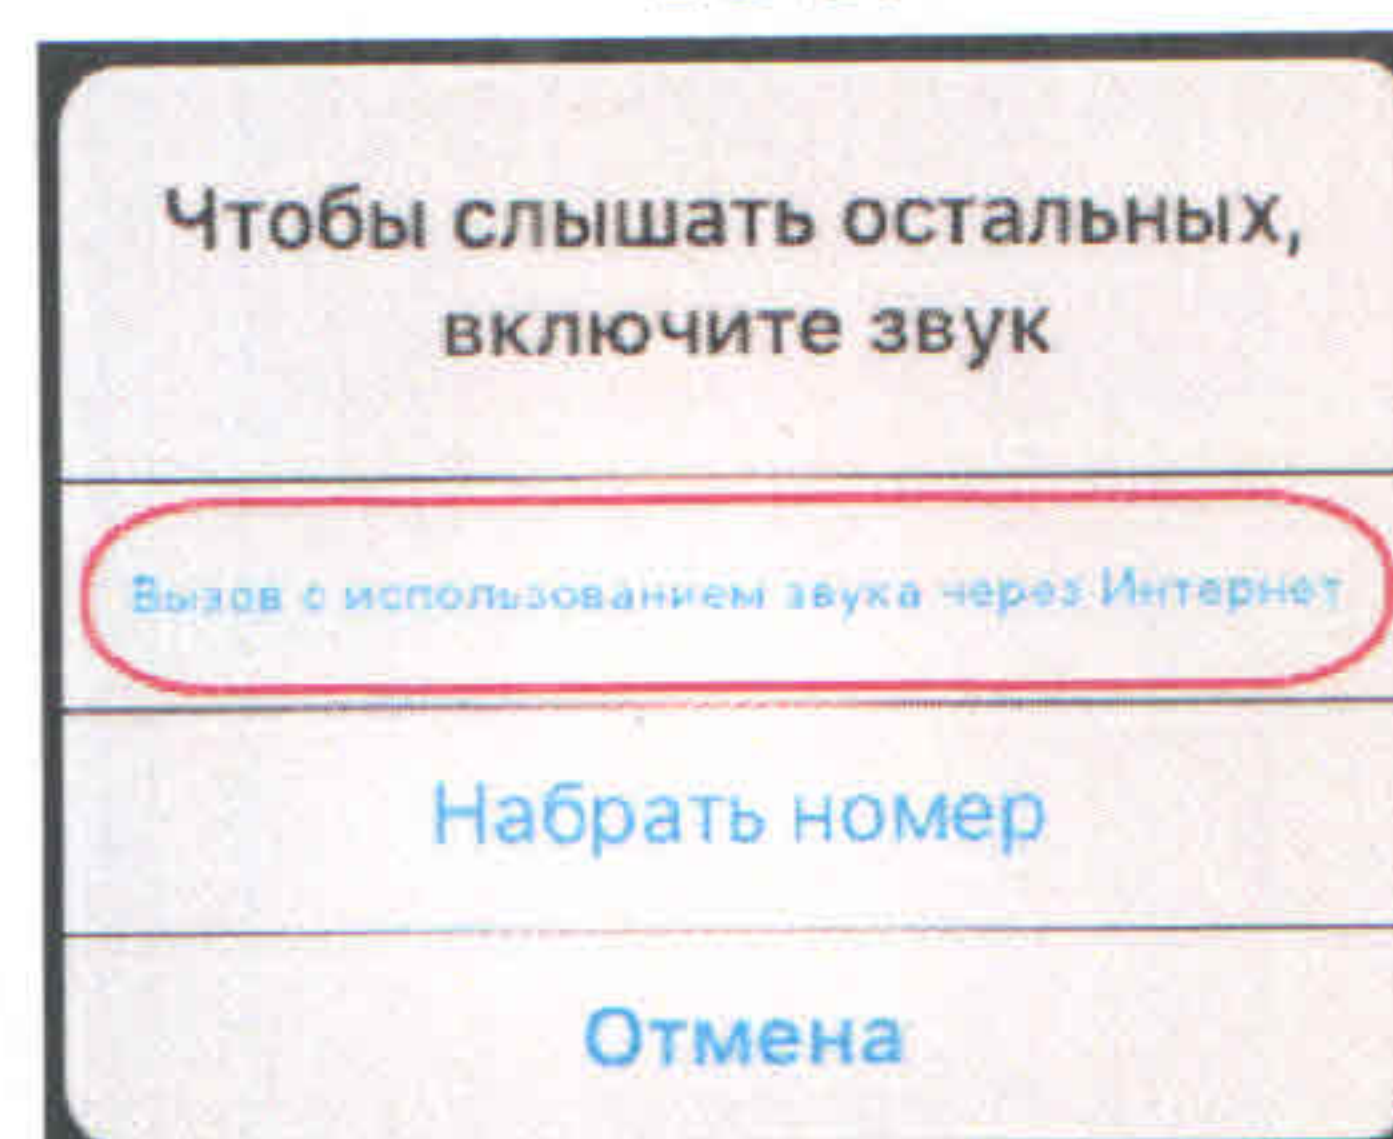 Чтобы слышать остальных,
включите звук
Вызов с использованием звука через Интернет
Набрать номер
Отмена